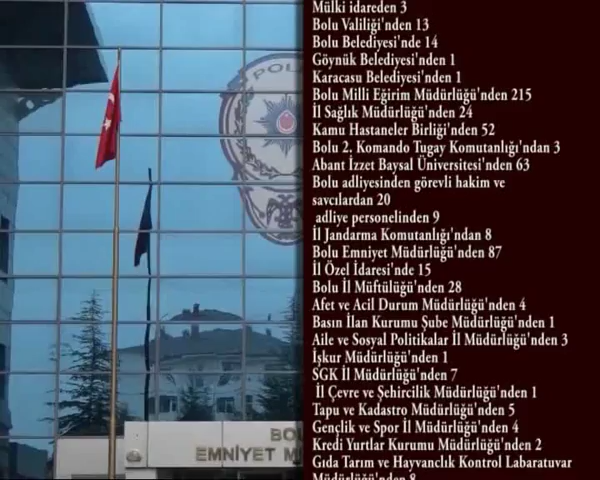 Mülki idareden 3
Bolu Valiliği'nden 13
Bolu Belediyesi'nde 14
Göynük Belediyesi'nden 1
Karacasu Belediyesi'nden 1
Bolu Milli Eğirim Müdürlüğü'nden 215
İl Sağlık Müdürlüğü'nden 24
Kamu Hastaneler Birliği'nden 52
Bolu 2. Komando Tugay Komutanlığı'ndan 3
Abant İzzet Baysal Üniversitesi'nden 63
Bolu adliyesinden görevli hakim ve
savcılardan 20
adliye personelinden 9
İl Jandarma Komutanlığı'ndan 8
Bolu Emniyet Müdürlüğü'nden 87
İl Özel İdaresi'nde 15
Bolu İl Müftülüğü'nden 28
Afet ve Acil Durum Müdürlüğü'nden 4
Basın İlan Kurumu Şube Müdürlüğü'nden 1
Aile ve Sosyal Politikalar İl Müdürlüğü'nden 3
İşkur Müdürlüğü'nden 1
SGK İl Müdürlüğü'nden 7
İl Çevre ve Şehircilik Müdürlüğü'nden 1
Tapu ve Kadastro Müdürlüğü'nden 5
Gençlik ve Spor İl Müdürlüğü'nden 4
Kredi Yurtlar Kurumu Müdürlüğü'nden 2
Gıda Tarım ve Hayvanclık Kontrol Labaratuvar
Müdürlüğü'nden 8
POL
BOL
EMNİYET M